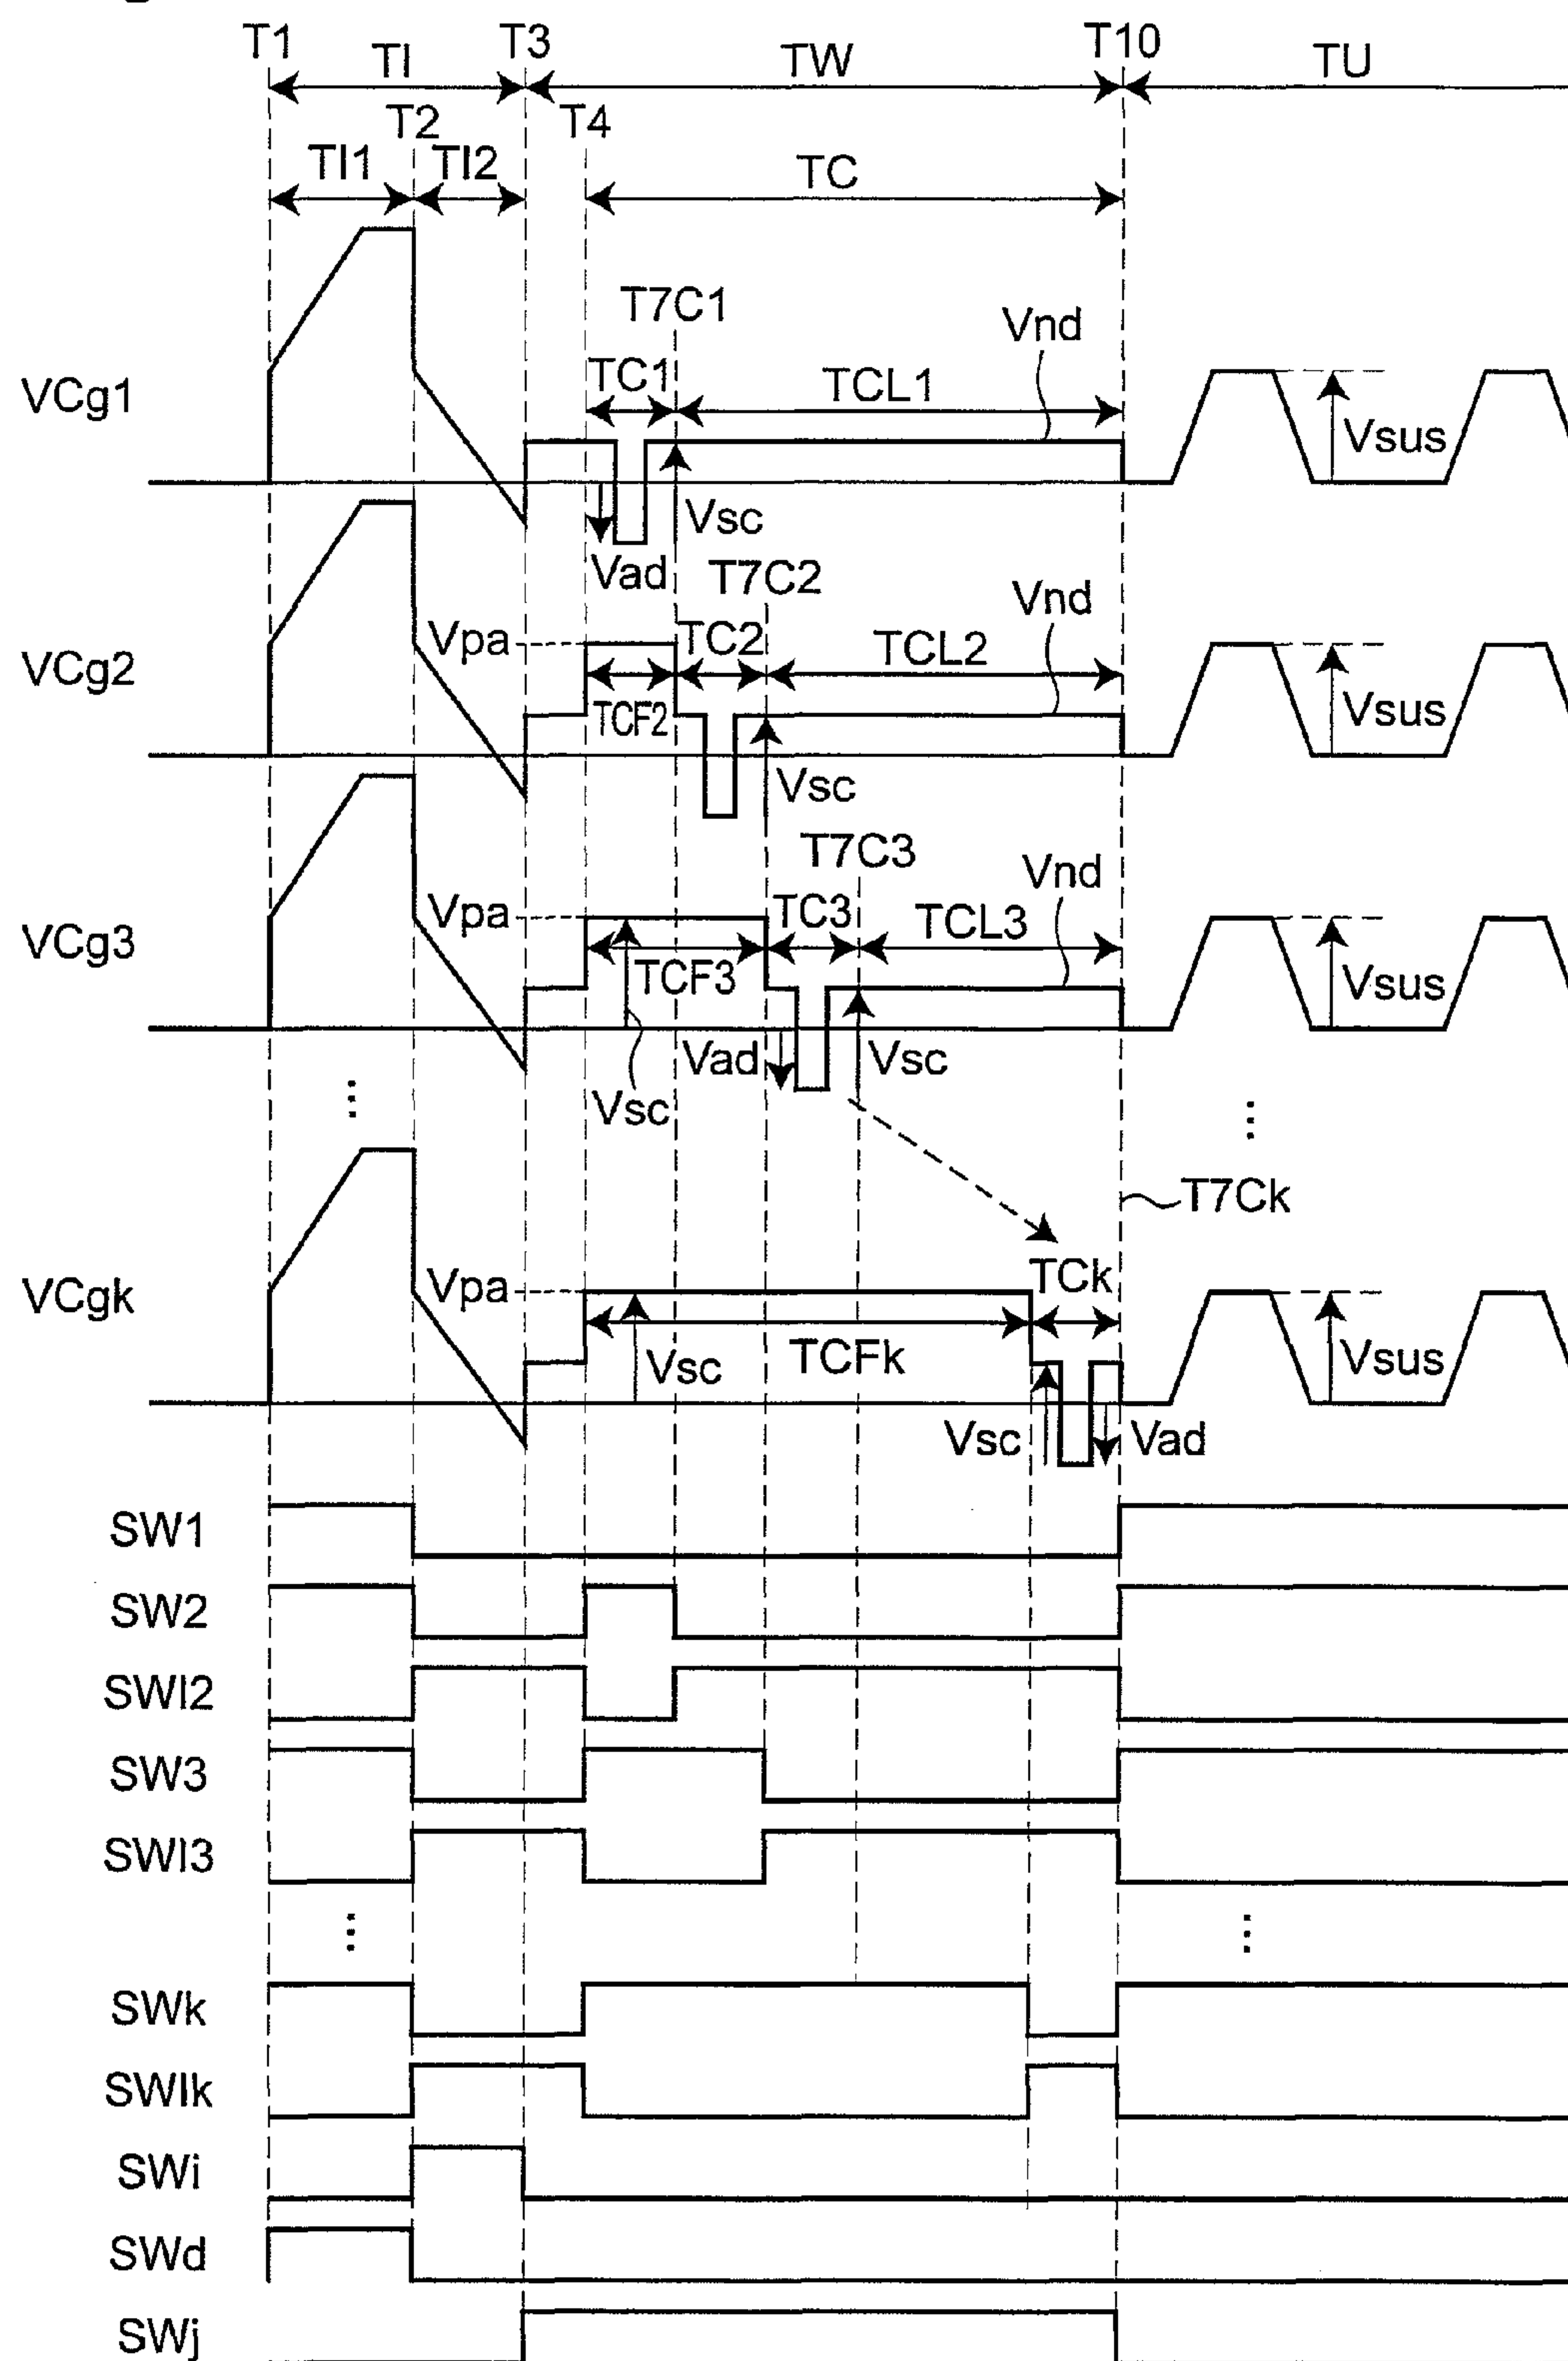 T1 TI T3 TW T10 TU
T2 T4
TI1 TI2 TC
T7C1 Vnd
VCg1 TC1 TCL1 Vsus
Vsc
Vad T7C2
Vnd
Vpa TC2 TCL2
VCg2 TCF2 Vsus
Vsc
T7C3
Vnd
Vpa TC3 TCL3
VCg3 TCF3 Vsus
Vad Vsc
... Vsc ...
T7Ck
TCk
VCgk Vpa
Vsc TCFk Vsus
Vsc Vad
SW1
SW2
SWI2
SW3
SWI3
... ...
SWk
SWIk
SWi
SWd
SWj